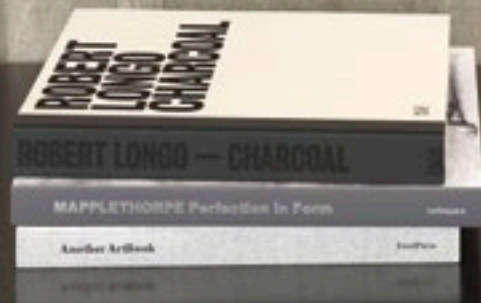 ROBERT
LONGO
CHARCOAL
ROBERT LONGO — CHARCOAL
MAPPLETHORPE Perfection in Form
Another ArtBook